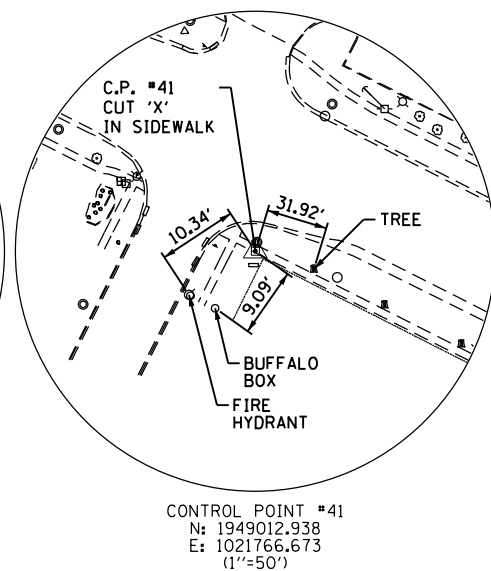 C.P. #41
CUT 'X'
IN SIDEWALK
31.92'
TREE
10.34'
9.09'
BUFFALO
BOX
FIRE
HYDRANT
CONTROL POINT #41
N: 1949012.938
E: 1021766.673
(1''=50')